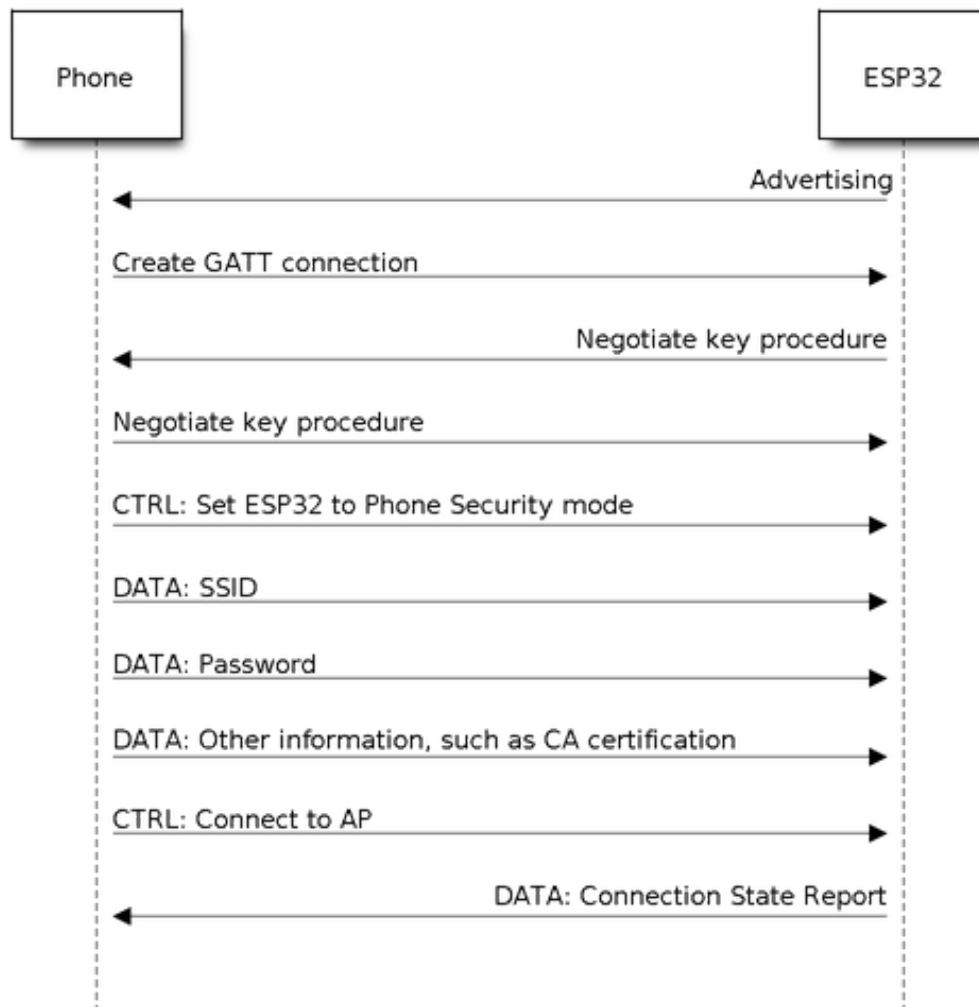 Phone
ESP32
Advertising
Create GATT connection
Negotiate key procedure
Negotiate key procedure
CTRL: Set ESP32 to Phone Security mode
DATA: SSID
DATA: Password
DATA: Other information, such as CA certification
CTRL: Connect to AP
DATA: Connection State Report